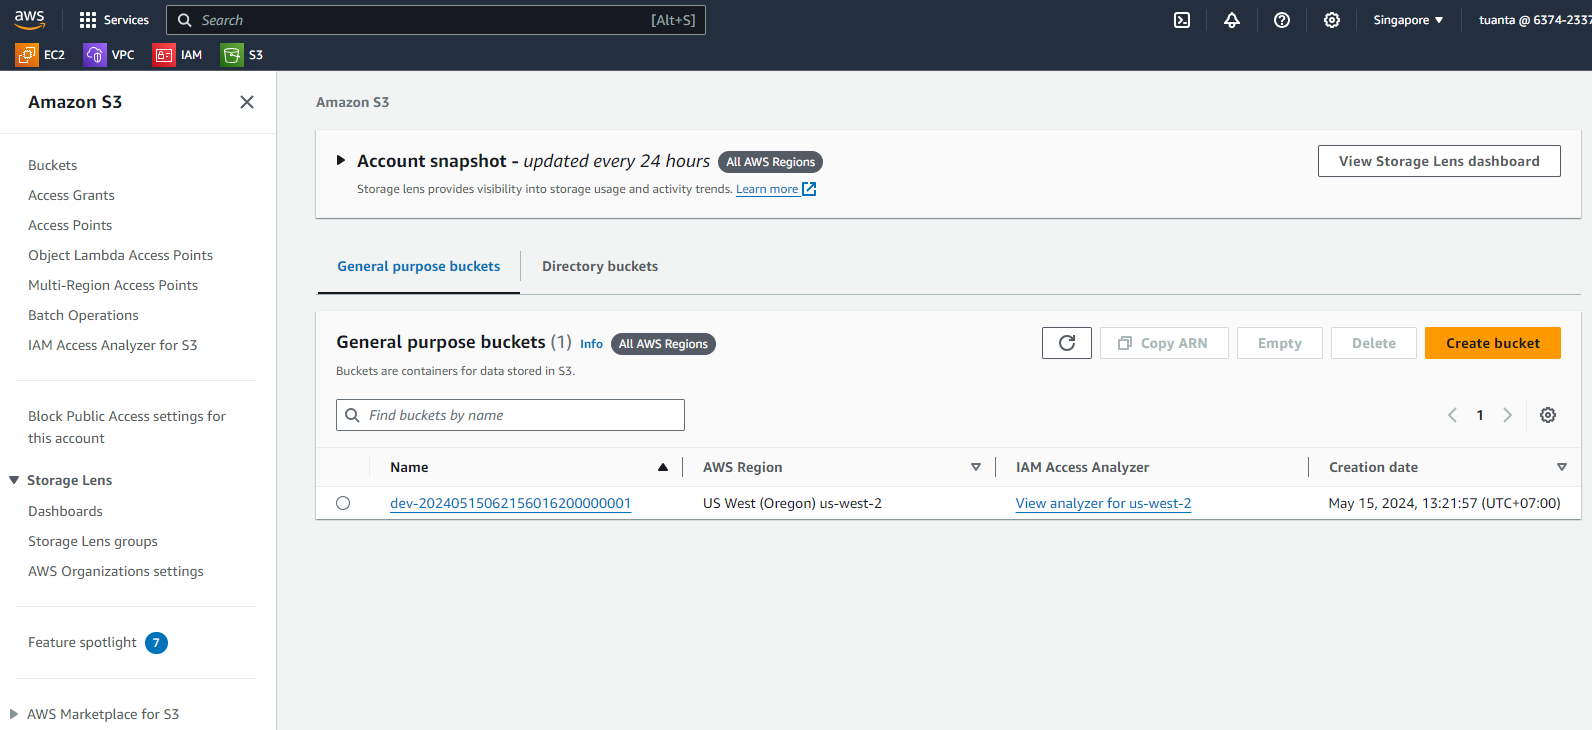 aws
Services
Search
[Alt+S]
Singapore
tuanta @ 6374-2337
EC2
VPC
IAM
S3
Amazon S3
Buckets
Access Grants
Access Points
Object Lambda Access Points
Multi-Region Access Points
Batch Operations
IAM Access Analyzer for S3
Block Public Access settings for
this account
Storage Lens
Dashboards
Storage Lens groups
AWS Organizations settings
Feature spotlight 7
AWS Marketplace for S3
Amazon S3
Account snapshot - updated every 24 hours All AWS Regions
View Storage Lens dashboard
Storage lens provides visibility into storage usage and activity trends. Learn more
General purpose buckets
Directory buckets
General purpose buckets (1) Info All AWS Regions
Copy ARN
Empty
Delete
Create bucket
Buckets are containers for data stored in S3.
Find buckets by name
1
Name
AWS Region
IAM Access Analyzer
Creation date
dev-20240515062156016200000001
US West (Oregon) us-west-2
View analyzer for us-west-2
May 15, 2024, 13:21:57 (UTC+07:00)